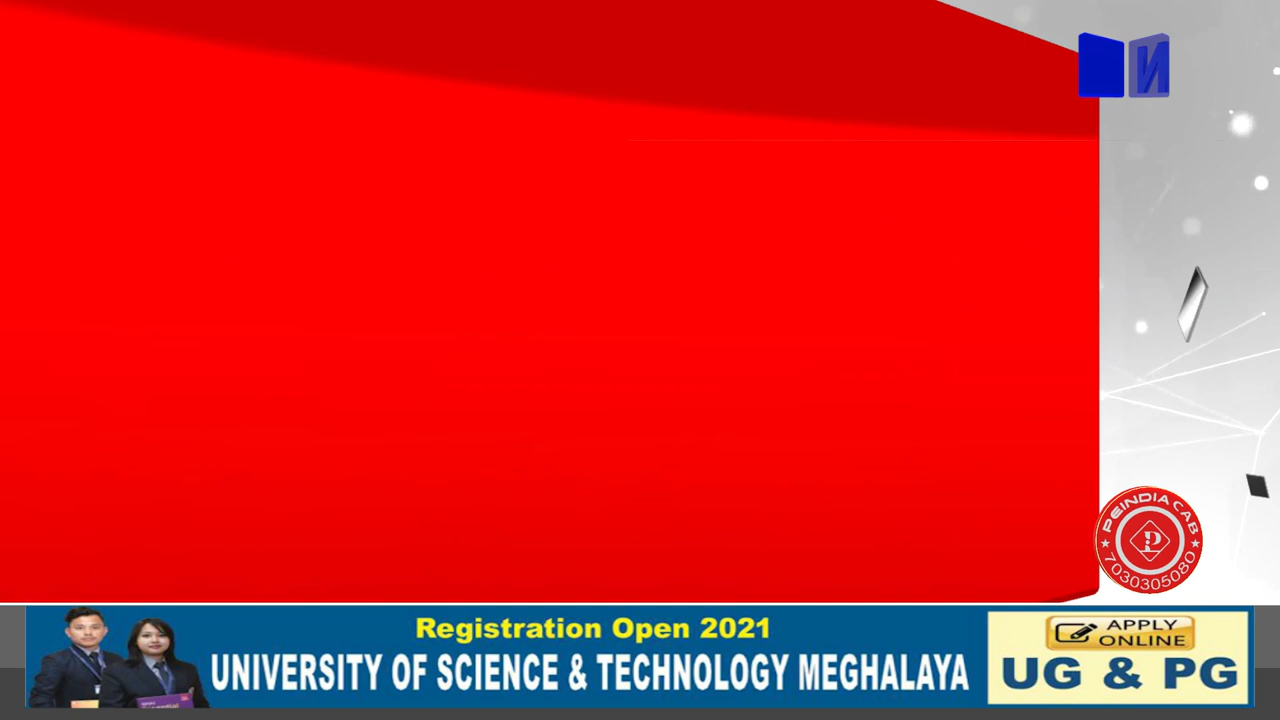 И
PEINDIA CAB
P
7030305080
Registration Open 2021
UNIVERSITY OF SCIENCE & TECHNOLOGY MEGHALAYA
APPLY
ONLINE
UG & PG